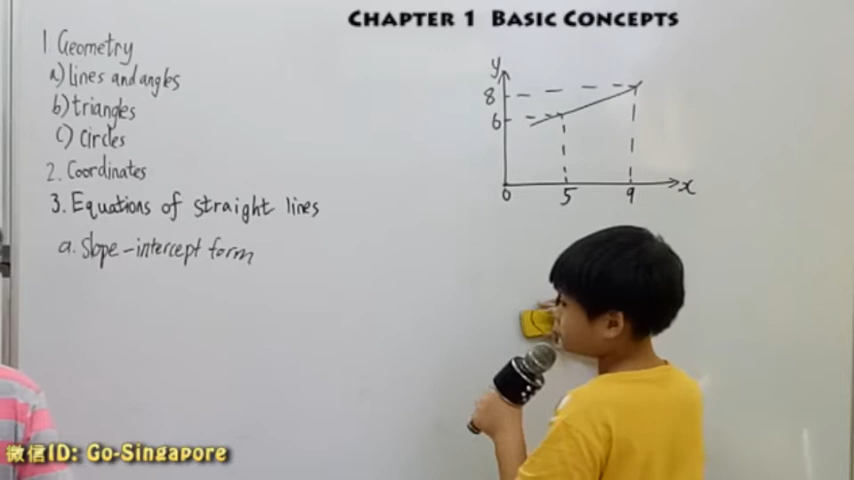 CHAPTER 1 BASIC CONCEPTS
1 Geometry
a) lines and angles
b) triangles
c) Circles
2. Coordinates
3. Equations of straight lines
a. Slope-intercept form
y
8
6
0 5 9 x
微信ID: Go-Singapore